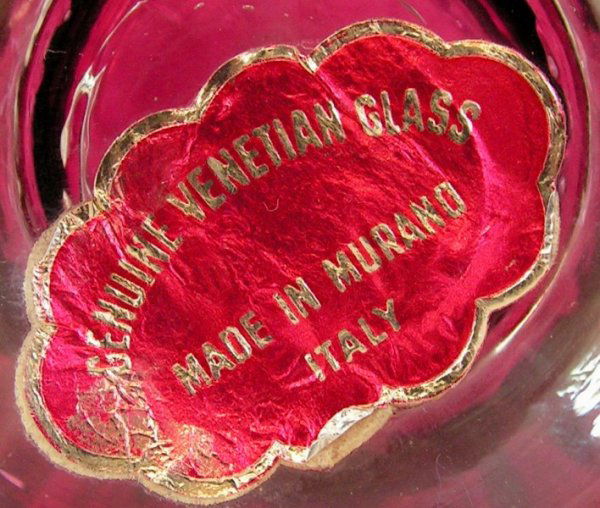 GENUINE VENETIAN GLASS
MADE IN MURANO
ITALY